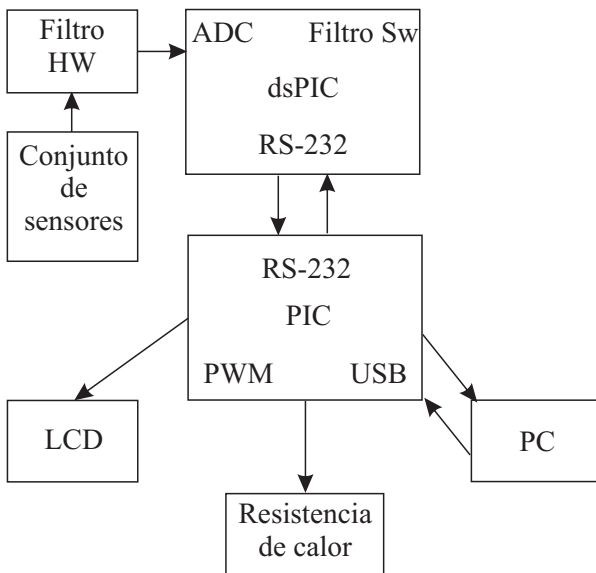 Filtro
HW
ADC Filtro Sw
dsPIC
RS-232
Conjunto
de
sensores
RS-232
PIC
PWM USB
LCD
PC
Resistencia
de calor